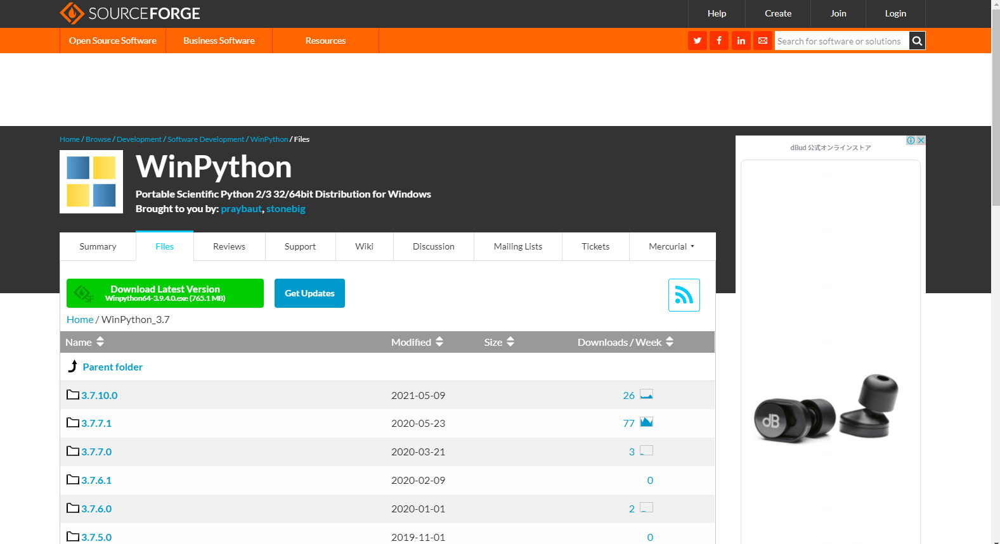 SOURCEFORGE
Help
Create
Join
Login
Open Source Software
Business Software
Resources
Search for software or solutions
Home / Browse / Development / Software Development / WinPython / Files
WinPython
Portable Scientific Python 2/3 32/64bit Distribution for Windows
Brought to you by: praybaut, stonebig
dBud 公式オンラインストア
dB
Summary
Files
Reviews
Support
Wiki
Discussion
Mailing Lists
Tickets
Mercurial
SF
Download Latest Version
Winpython64-3.9.4.0.exe (765.1 MB)
Get Updates
Home / WinPython_3.7
Name Modified Size Downloads / Week
Parent folder
3.7.10.0 2021-05-09 26
3.7.7.1 2020-05-23 77
3.7.7.0 2020-03-21 3
3.7.6.1 2020-02-09 0
3.7.6.0 2020-01-01 2
3.7.5.0 2019-11-01 0